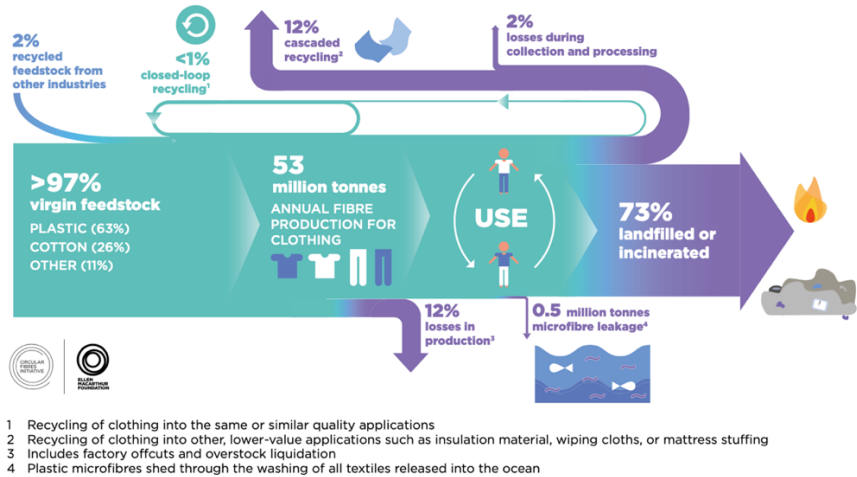 2%
recycled
feedstock from
other industries
<1%
closed-loop
recycling¹
12%
cascaded
recycling²
2%
losses during
collection and processing
>97%
virgin feedstock
PLASTIC (63%)
COTTON (26%)
OTHER (11%)
53
million tonnes
ANNUAL FIBRE
PRODUCTION FOR
CLOTHING
USE
73%
landfilled or
incinerated
12%
losses in
production³
0.5 million tonnes
microfibre leakage⁴
CIRCULAR
FIBRES
INITIATIVE
ELLEN
MACARTHUR
FOUNDATION
1 Recycling of clothing into the same or similar quality applications
2 Recycling of clothing into other, lower-value applications such as insulation material, wiping cloths, or mattress stuffing
3 Includes factory offcuts and overstock liquidation
4 Plastic microfibres shed through the washing of all textiles released into the ocean